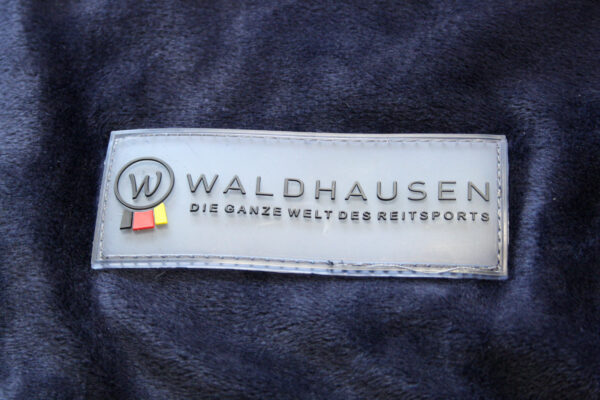 W WALDHAUSEN
DIE GANZE WELT DES REITSPORTS